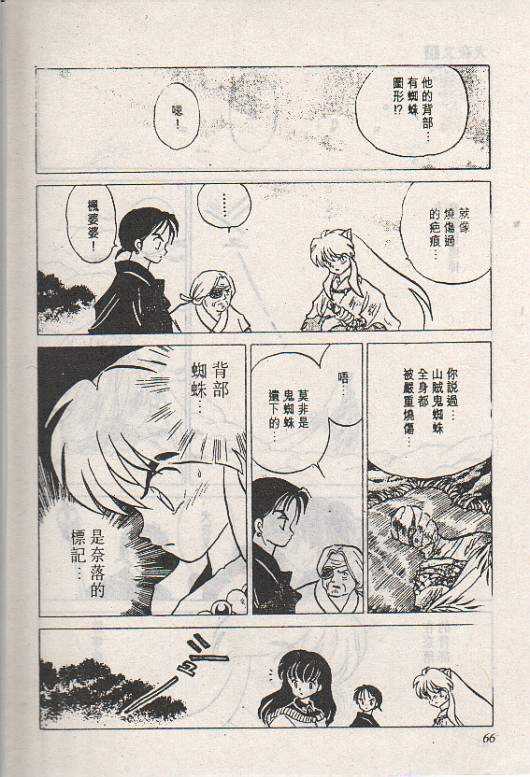 他的背部…
有蜘蛛
圖形!?
嗯!
就像
燒傷過
的疤痕…
……
楓婆婆!
你說過…
山賊鬼蜘蛛
全身都
被嚴重燒傷…
唔…
莫非是
鬼蜘蛛
遺下的…
背部
蜘蛛…
是奈落的
標記…
66